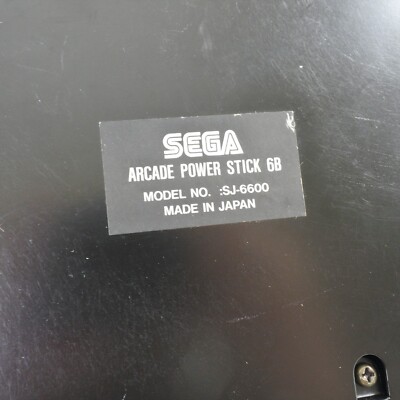 SEGA
ARCADE POWER STICK 6B
MODEL NO. :SJ-6600
MADE IN JAPAN